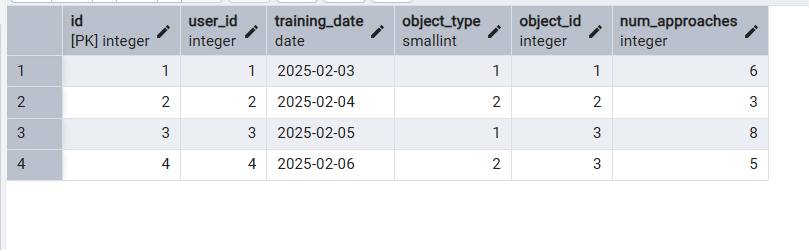 id user_id training_date object_type object_id num_approaches
[PK] integer integer date smallint integer integer
1 1 1 2025-02-03 1 1 6
2 2 2 2025-02-04 2 2 3
3 3 3 2025-02-05 1 3 8
4 4 4 2025-02-06 2 3 5